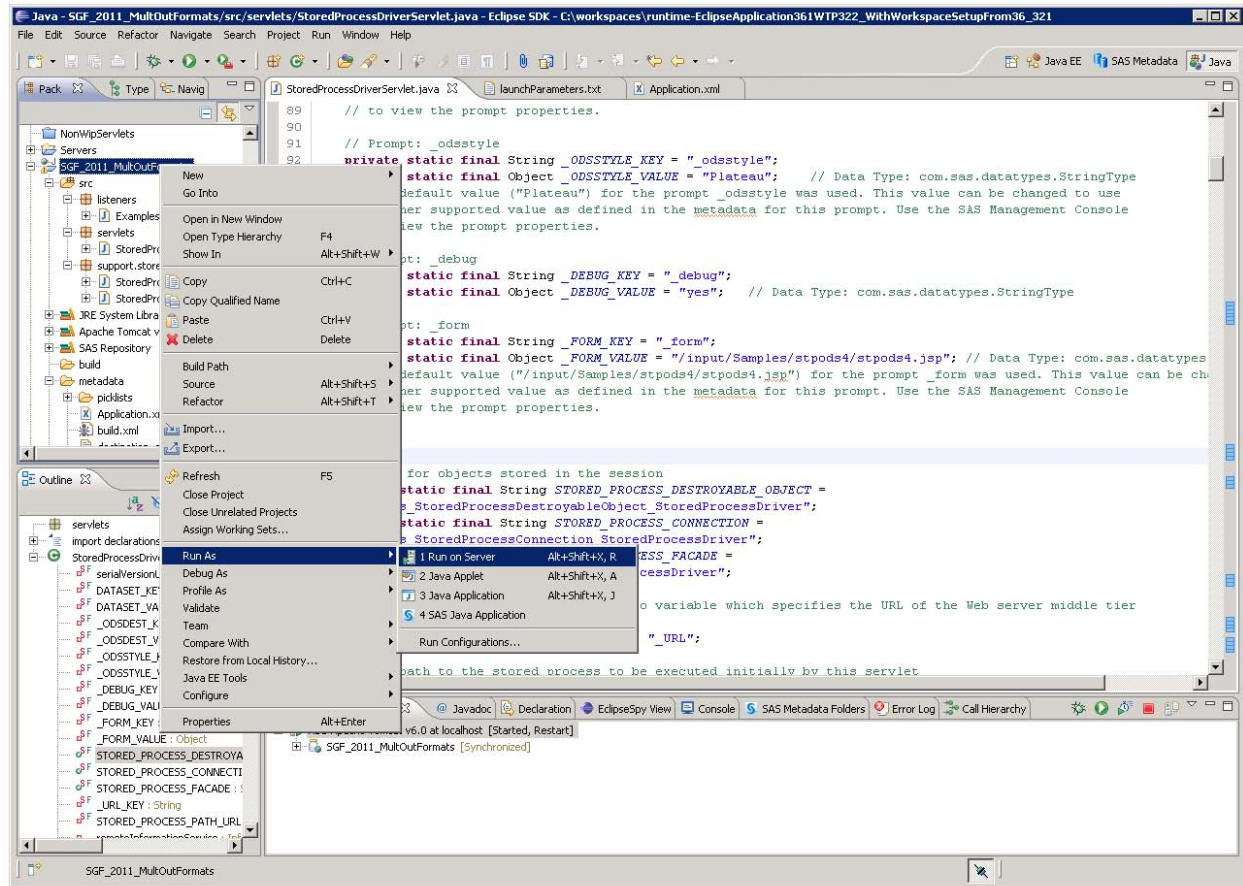 Java - SGF_2011_MultOutFormats/src/servlets/StoredProcessDriverServlet.java - Eclipse SDK - C:\workspaces\runtime-EclipseApplication361WTP322_WithWorkspaceSetupFrom36_321
File Edit Source Refactor Navigate Search Project Run Window Help
Java EE SAS Metadata Java
Pack Type Navig
StoredProcessDriverServlet.java launchParameters.txt Application.xml
NonWipServlets
Servers
SGF_2011_MultOutForm
src
listeners
Examples
servlets
StoredPro
support.store
StoredPro
StoredPro
JRE System Libra
Apache Tomcat v
SAS Repository
build
metadata
picklists
Application.x
build.xml
89 // to view the prompt properties.
90
91 // Prompt: _odsstyle
92 private static final String _ODSSTYLE_KEY = "_odsstyle";
static final Object _ODSSTYLE_VALUE = "Plateau"; // Data Type: com.sas.datatypes.StringType
default value ("Plateau") for the prompt _odsstyle was used. This value can be changed to use
her supported value as defined in the metadata for this prompt. Use the SAS Management Console
iew the prompt properties.
pt: _debug
static final String _DEBUG_KEY = "_debug";
static final Object _DEBUG_VALUE = "yes"; // Data Type: com.sas.datatypes.StringType
pt: _form
static final String _FORM_KEY = "_form";
static final Object _FORM_VALUE = "/input/Samples/stpods4/stpods4.jsp"; // Data Type: com.sas.datatypes
default value ("/input/Samples/stpods4/stpods4.jsp") for the prompt _form was used. This value can be ch
her supported value as defined in the metadata for this prompt. Use the SAS Management Console
iew the prompt properties.
for objects stored in the session
static final String STORED_PROCESS_DESTROYABLE_OBJECT =
s_StoredProcessDestroyableObject_StoredProcessDriver";
static final String STORED_PROCESS_CONNECTION =
s_StoredProcessConnection_StoredProcessDriver";
ESS_FACADE =
cessDriver";
o variable which specifies the URL of the Web server middle tier
"_URL";
path to the stored process to be executed initially by this servlet
New
Go Into
Open in New Window
Open Type Hierarchy F4
Show In Alt+Shift+W
Copy Ctrl+C
Copy Qualified Name
Paste Ctrl+V
Delete Delete
Build Path
Source Alt+Shift+S
Refactor Alt+Shift+T
Import...
Export...
Refresh F5
Close Project
Close Unrelated Projects
Assign Working Sets...
Run As
Debug As
Profile As
Validate
Team
Compare With
Restore from Local History...
Java EE Tools
Configure
Properties Alt+Enter
1 Run on Server Alt+Shift+X, R
2 Java Applet Alt+Shift+X, A
3 Java Application Alt+Shift+X, J
4 SAS Java Application
Run Configurations...
Outline
servlets
import declarations
StoredProcessDrive
serialVersionU
DATASET_KE
DATASET_VA
_ODSDEST_K
_ODSDEST_V
_ODSSTYLE_K
_ODSSTYLE_V
_DEBUG_KEY
_DEBUG_VALU
_FORM_KEY :
_FORM_VALUE : Object
STORED_PROCESS_DESTROYA
STORED_PROCESS_CONNECTI
STORED_PROCESS_FACADE : S
_URL_KEY : String
STORED_PROCESS_PATH_URL
Javadoc Declaration EclipseSpy View Console SAS Metadata Folders Error Log Call Hierarchy
v6.0 at localhost [Started, Restart]
SGF_2011_MultOutFormats [Synchronized]
SGF_2011_MultOutFormats